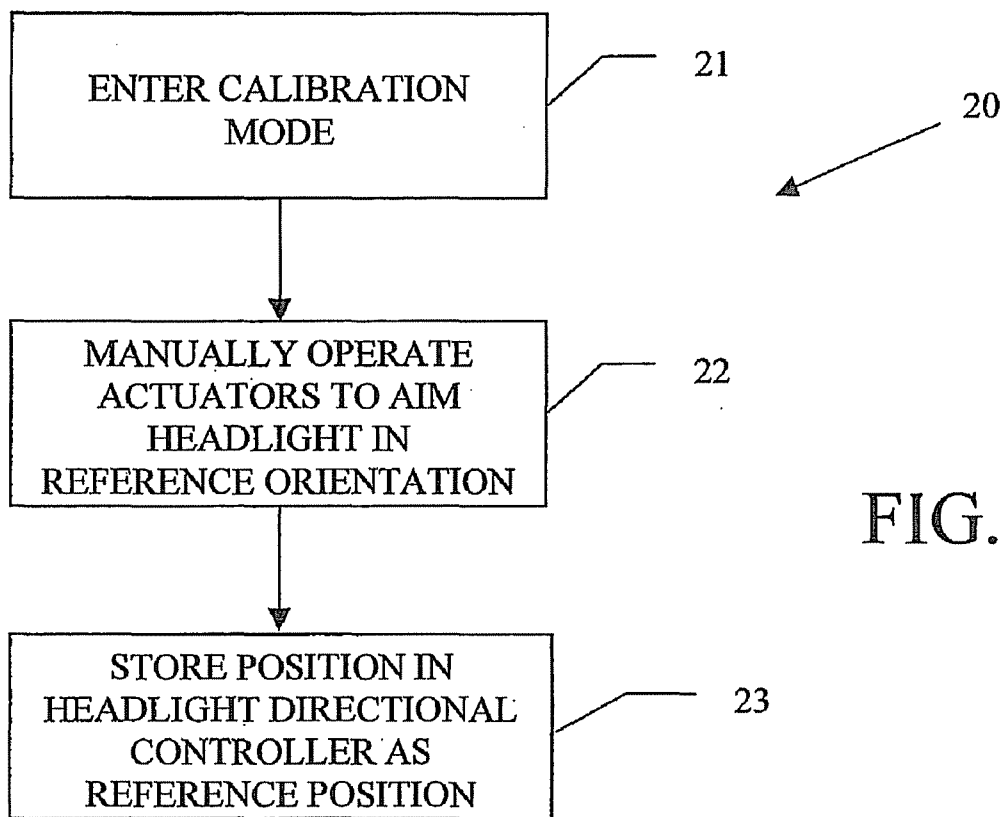 ENTER CALIBRATION
MODE
21
20
MANUALLY OPERATE
ACTUATORS TO AIM
HEADLIGHT IN
REFERENCE ORIENTATION
22
FIG.
STORE POSITION IN
HEADLIGHT DIRECTIONAL
CONTROLLER AS
REFERENCE POSITION
23